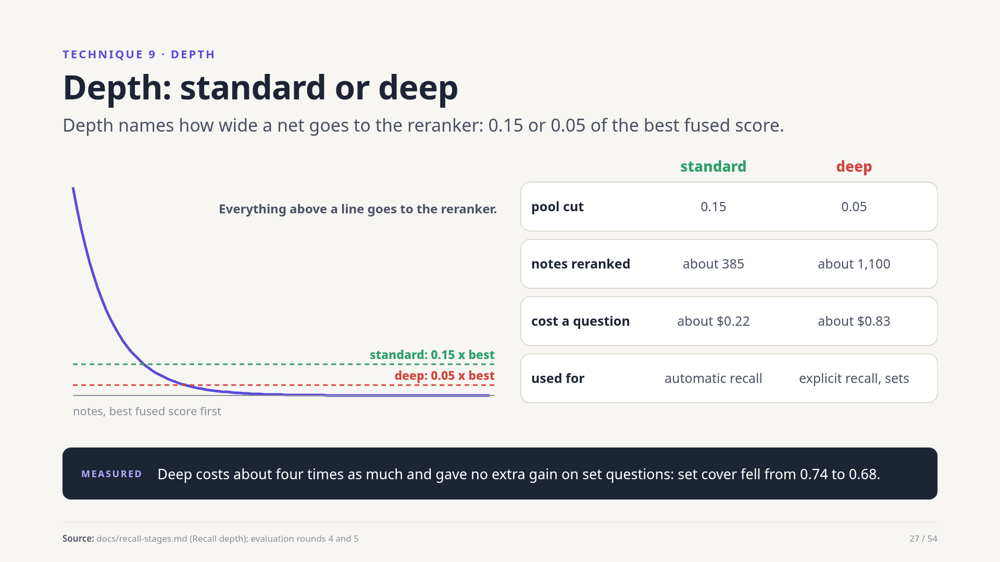 TECHNIQUE 9 · DEPTH
Depth: standard or deep
Depth names how wide a net goes to the reranker: 0.15 or 0.05 of the best fused score.
Everything above a line goes to the reranker.
standard: 0.15 x best
deep: 0.05 x best
notes, best fused score first
standard deep
pool cut 0.15 0.05
notes reranked about 385 about 1,100
cost a question about $0.22 about $0.83
used for automatic recall explicit recall, sets
MEASURED Deep costs about four times as much and gave no extra gain on set questions: set cover fell from 0.74 to 0.68.
Source: docs/recall-stages.md (Recall depth); evaluation rounds 4 and 5
27 / 54